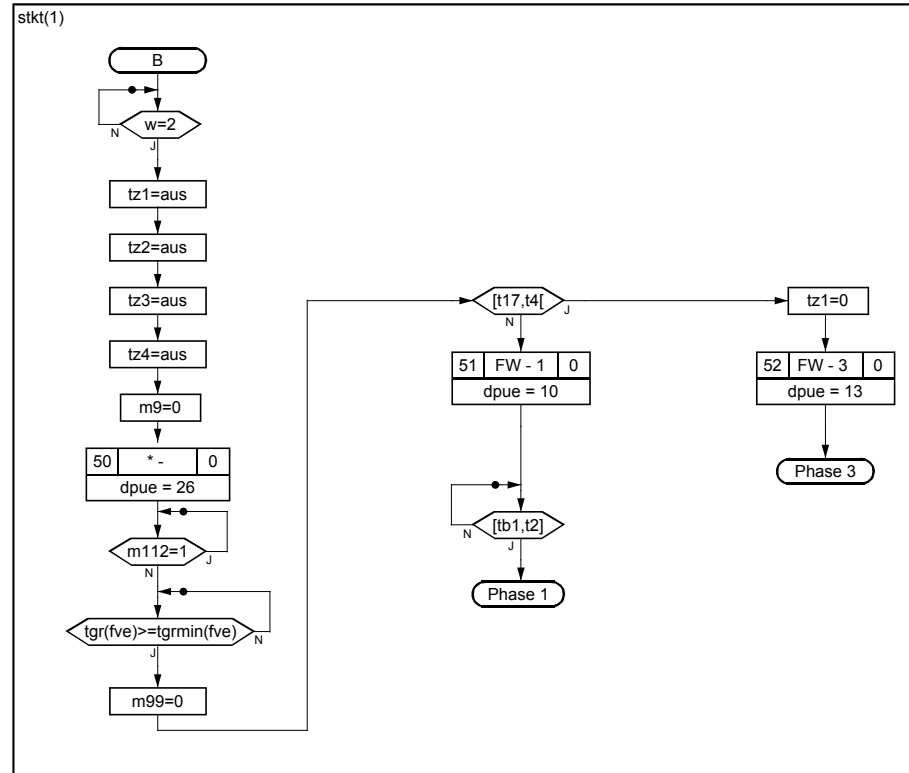 stkt(1)
B
w=2
N
J
tz1=aus
tz2=aus
tz3=aus
tz4=aus
m9=0
50 * - 0
dpue = 26
m112=1
N J
tgr(fve)>=tgrmin(fve)
J N
m99=0
[t17,t4[
N J
51 FW - 1 0
dpue = 10
[tb1,t2]
N J
Phase 1
tz1=0
52 FW - 3 0
dpue = 13
Phase 3